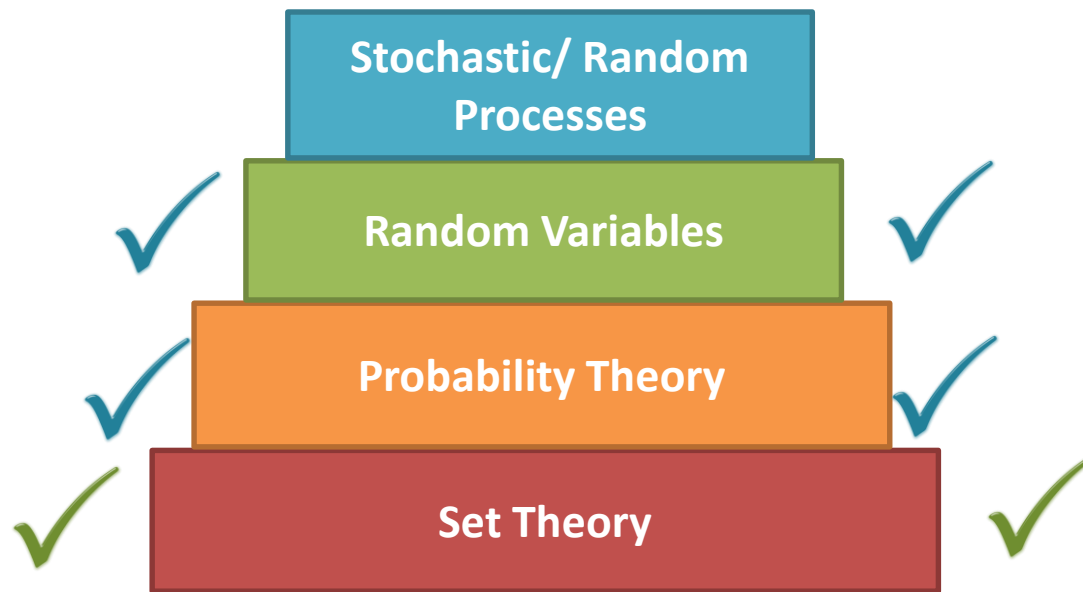 Stochastic/ Random
Processes
Random Variables
Probability Theory
Set Theory